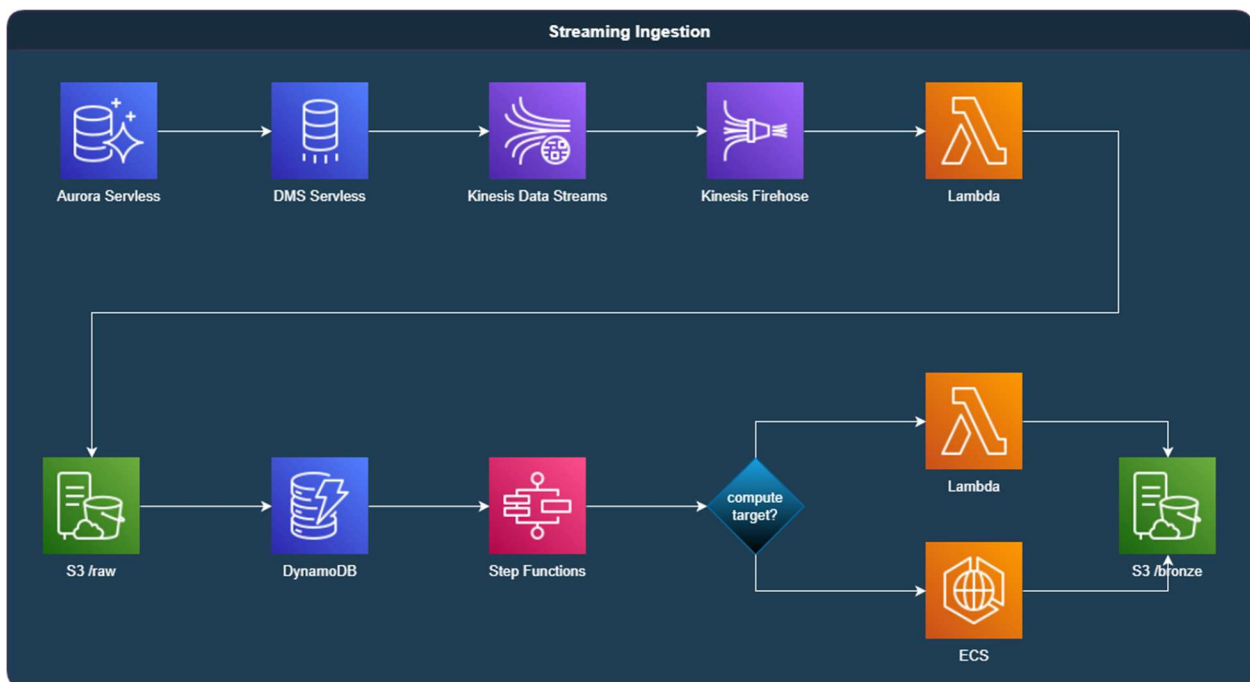 Streaming Ingestion
Aurora Servless
DMS Servless
Kinesis Data Streams
Kinesis Firehose
Lambda
S3 /raw
DynamoDB
Step Functions
compute
target?
Lambda
ECS
S3 /bronze